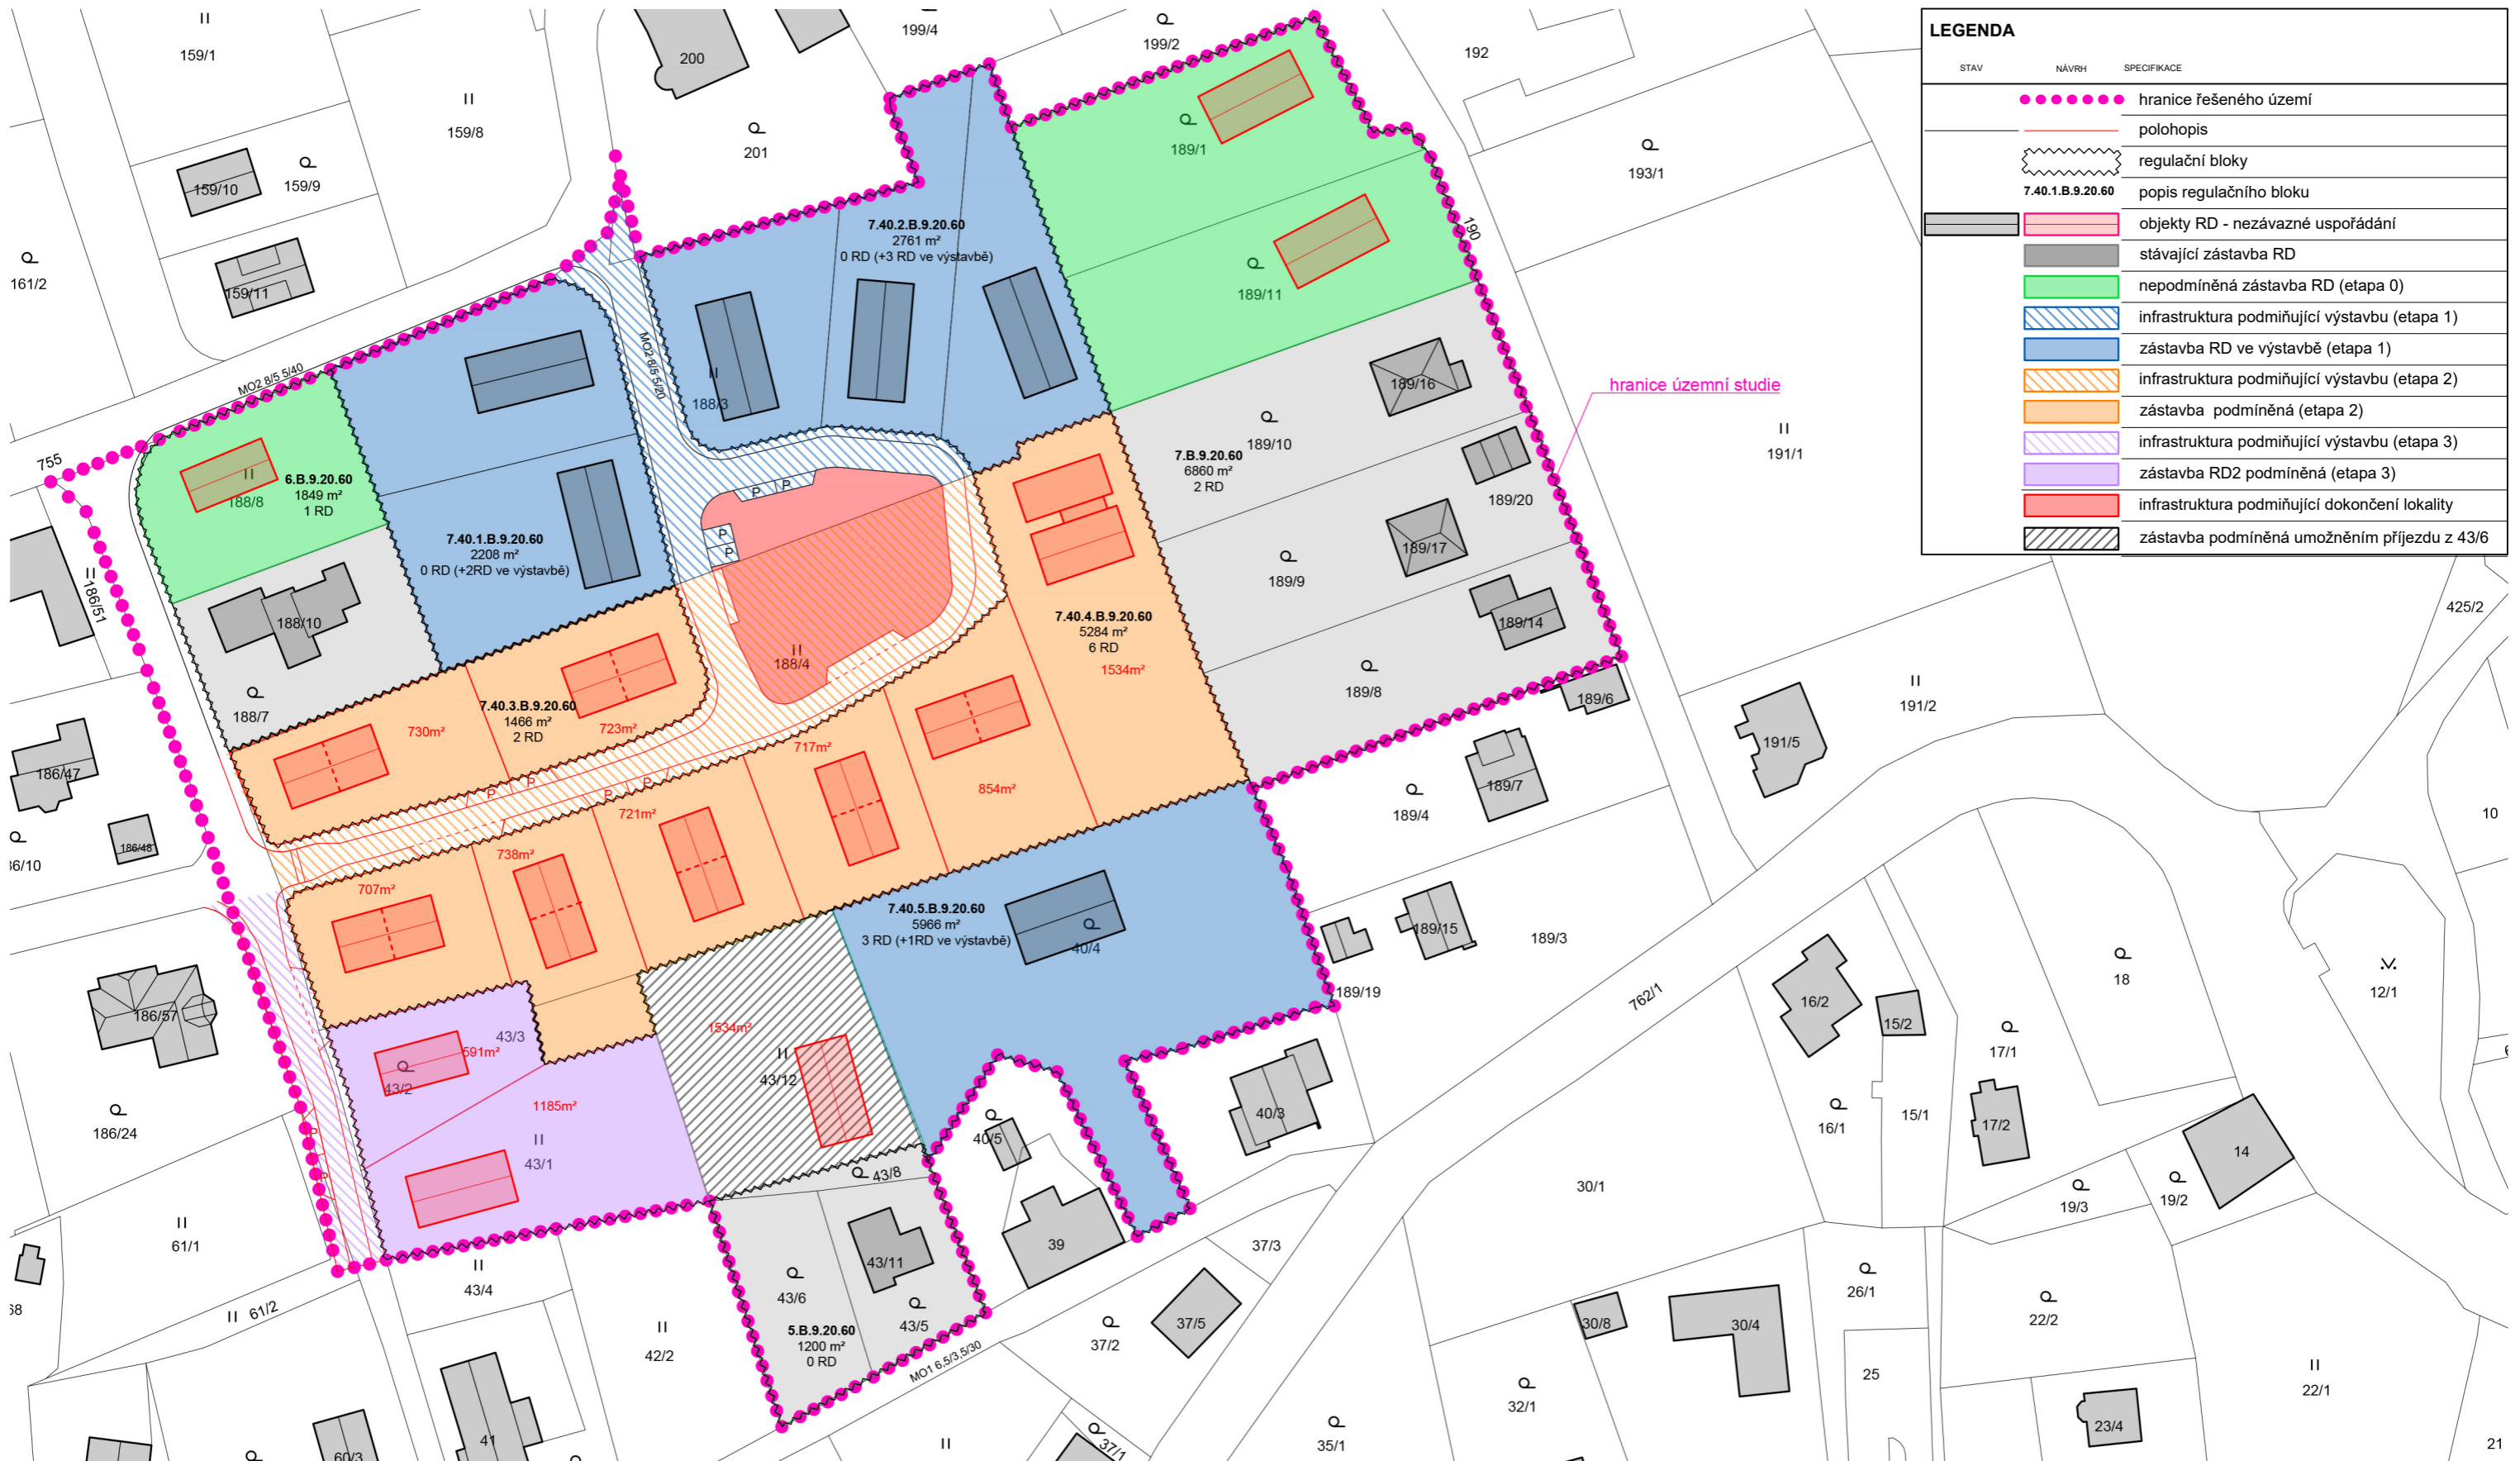 LEGENDA
STAV NÁVRH SPECIFIKACE
hranice řešeného území
polohopis
regulační bloky
7.40.1.B.9.20.60 popis regulačního bloku
objekty RD - nezávazné uspořádání
stávající zástavba RD
nepodmíněná zástavba RD (etapa 0)
infrastruktura podmiňující výstavbu (etapa 1)
zástavba RD ve výstavbě (etapa 1)
infrastruktura podmiňující výstavbu (etapa 2)
zástavba podmíněná (etapa 2)
infrastruktura podmiňující výstavbu (etapa 3)
zástavba RD2 podmíněná (etapa 3)
infrastruktura podmiňující dokončení lokality
zástavba podmíněná umožněním příjezdu z 43/6
159/1
159/8
159/10
159/9
159/11
161/2
200
201
199/4
199/2
192
193/1
189/1
189/11
190
7.40.2.B.9.20.60
2761 m²
0 RD (+3 RD ve výstavbě)
MO2 8/5 5/40
MO2 8/5 5/20
188/3
755
188/8
6.B.9.20.60
1849 m²
1 RD
7.40.1.B.9.20.60
2208 m²
0 RD (+2RD ve výstavbě)
P
P
P
P
hranice územní studie
189/16
189/10
7.B.9.20.60
6860 m²
2 RD
189/20
189/17
189/9
189/14
189/8
189/6
191/1
191/2
191/5
425/2
10
186/51
188/10
188/7
188/4
7.40.4.B.9.20.60
5284 m²
6 RD
1534m²
7.40.3.B.9.20.60
1466 m²
2 RD
730m²
723m²
717m²
854m²
721m²
738m²
707m²
P
P
P
P
186/47
186/48
36/10
186/57
186/24
189/7
189/4
189/15
189/3
189/19
7.40.5.B.9.20.60
5966 m²
3 RD (+1RD ve výstavbě)
40/4
43/3
591m²
43/2
1185m²
43/1
1534m²
43/12
P
P
762/1
16/2
15/2
18
12/1
17/1
16/1
15/1
17/2
14
19/3
19/2
40/5
40/3
39
43/8
43/11
43/6
43/5
5.B.9.20.60
1200 m²
0 RD
MO1 6,5/3,5/30
37/3
37/5
37/2
37/1
35/1
30/1
30/8
30/4
32/1
26/1
25
22/2
22/1
23/4
21
61/1
61/2
68
43/4
42/2
41
60/3